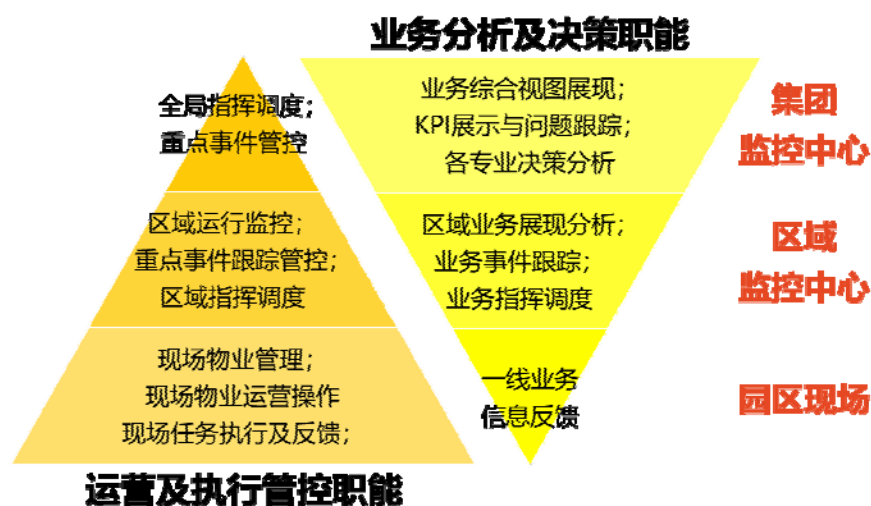 业务分析及决策职能
全局指挥调度；
重点事件管控
业务综合视图展现；
KPI展示与问题跟踪；
各专业决策分析
集团
监控中心
区域运行监控；
重点事件跟踪管控；
区域指挥调度
区域业务展现分析；
业务事件跟踪；
业务指挥调度
区域
监控中心
现场物业管理；
现场物业运营操作
现场任务执行及反馈；
一线业务
信息反馈
园区现场
运营及执行管控职能